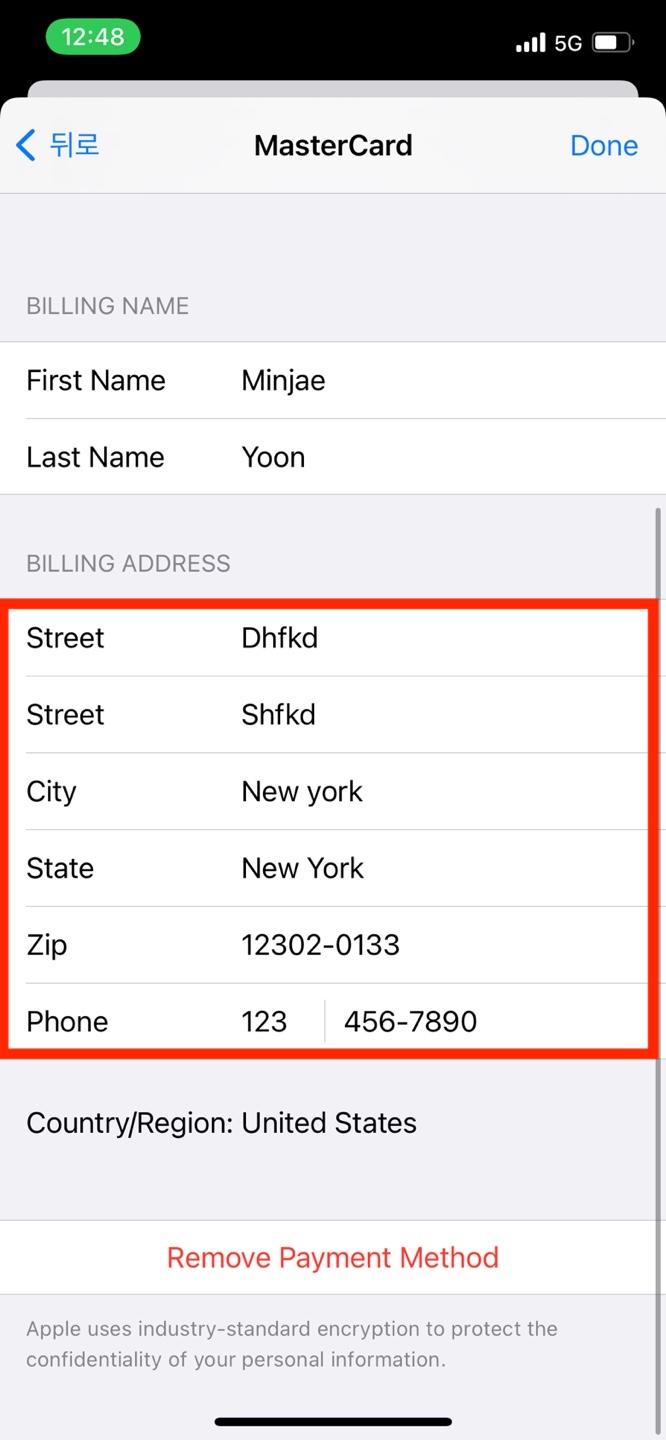 12:48 5G
뒤로 MasterCard Done
BILLING NAME
First Name Minjae
Last Name Yoon
BILLING ADDRESS
Street Dhfkd
Street Shfkd
City New york
State New York
Zip 12302-0133
Phone 123 456-7890
Country/Region: United States
Remove Payment Method
Apple uses industry-standard encryption to protect the
confidentiality of your personal information.